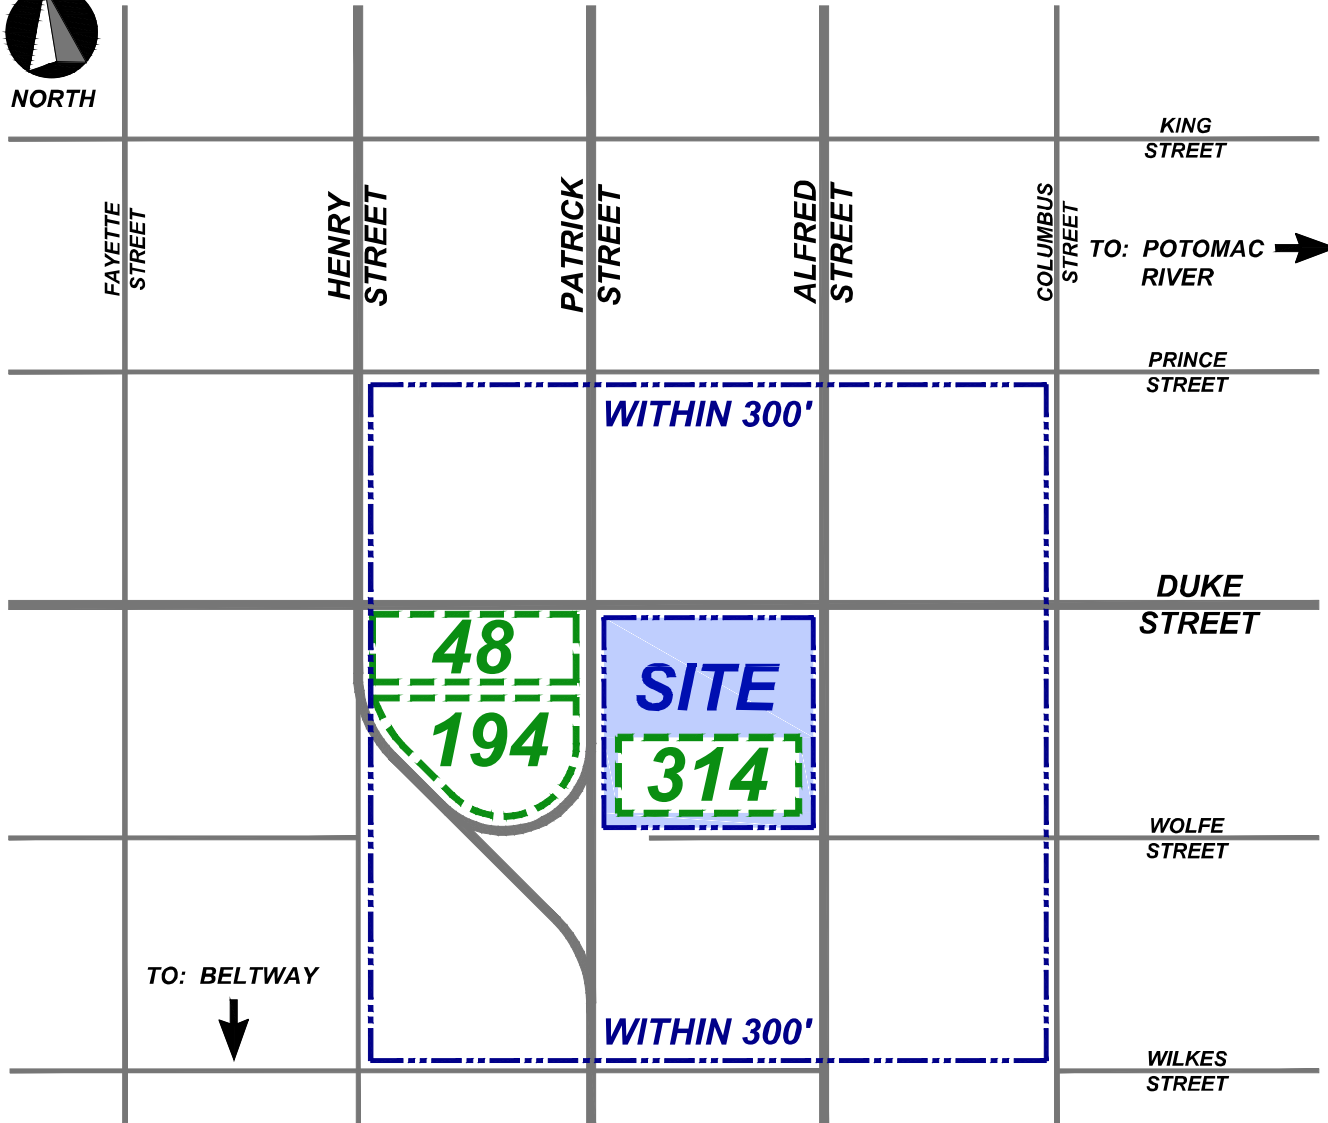 NORTH
KING
STREET
FAYETTE
STREET
HENRY
STREET
PATRICK
STREET
ALFRED
STREET
COLUMBUS
STREET
TO: POTOMAC
RIVER
PRINCE
STREET
WITHIN 300'
DUKE
STREET
48
194
SITE
314
WOLFE
STREET
TO: BELTWAY
WITHIN 300'
WILKES
STREET